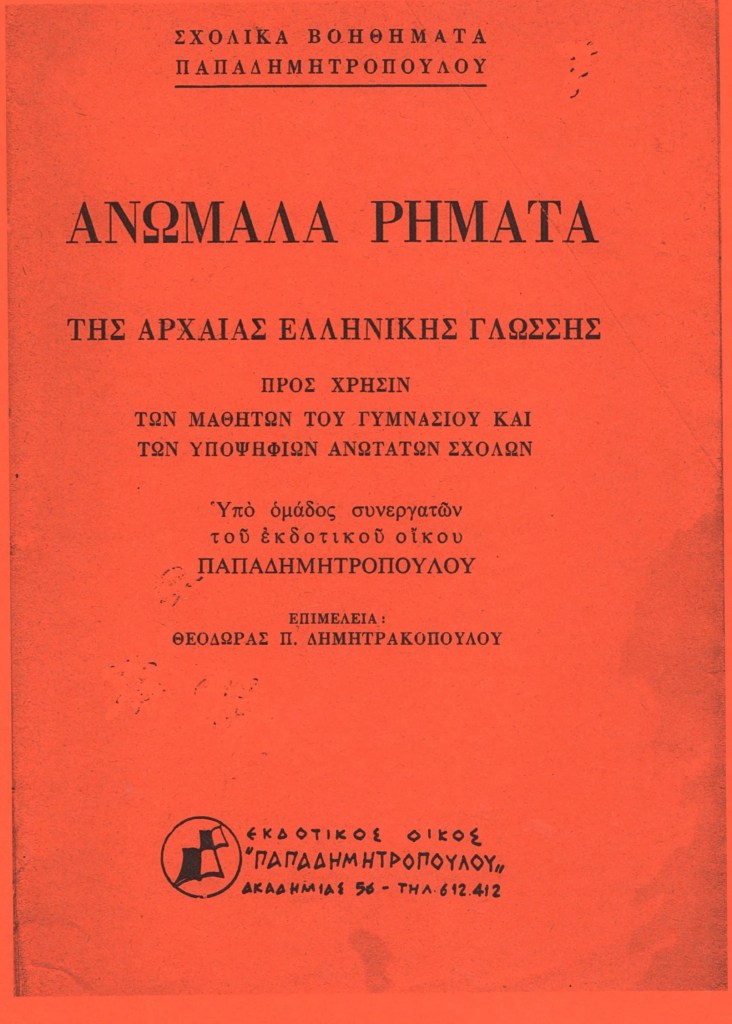 ΣΧΟΛΙΚΑ ΒΟΗΘΗΜΑΤΑ
ΠΑΠΑΔΗΜΗΤΡΟΠΟΥΛΟΥ
ΑΝΩΜΑΛΑ ΡΗΜΑΤΑ
ΤΗΣ ΑΡΧΑΙΑΣ ΕΛΛΗΝΙΚΗΣ ΓΛΩΣΣΗΣ
ΠΡΟΣ ΧΡΗΣΙΝ
ΤΩΝ ΜΑΘΗΤΩΝ ΤΟΥ ΓΥΜΝΑΣΙΟΥ ΚΑΙ
ΤΩΝ ΥΠΟΨΗΦΙΩΝ ΑΝΩΤΑΤΩΝ ΣΧΟΛΩΝ
Ὑπὸ ὁμάδος συνεργατῶν
τοῦ ἐκδοτικοῦ οἴκου
ΠΑΠΑΔΗΜΗΤΡΟΠΟΥΛΟΥ
ΕΠΙΜΕΛΕΙΑ:
ΘΕΟΔΩΡΑΣ Π. ΔΗΜΗΤΡΑΚΟΠΟΥΛΟΥ
ΕΚΔΟΤΙΚΟΣ ΟΙΚΟΣ
"ΠΑΠΑΔΗΜΗΤΡΟΠΟΥΛΟΥ„
ΑΚΑΔΗΜΙΑΣ 56 - ΤΗΛ. 612.412